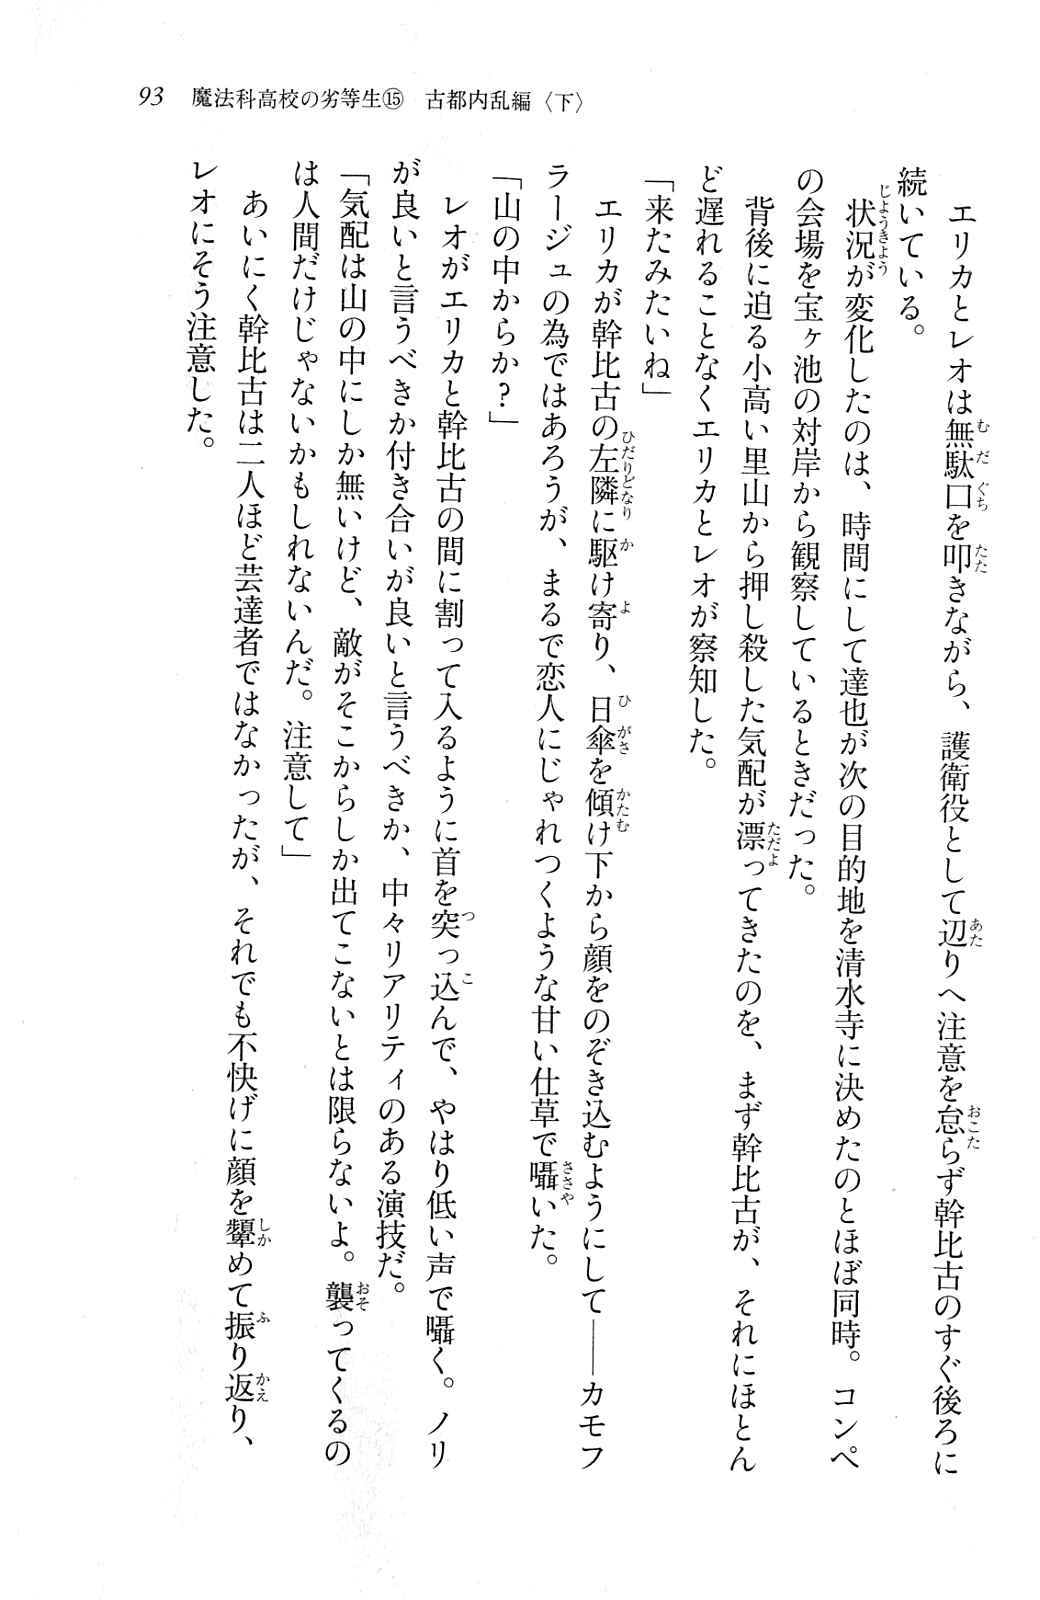 93　魔法科高校の劣等生⑮　古都内乱編〈下〉
　エリカとレオは無駄口を叩きながら、護衛役として辺りへ注意を怠らず幹比古のすぐ後ろに
続いている。
　状況が変化したのは、時間にして達也が次の目的地を清水寺に決めたのとほぼ同時。コンペ
の会場を宝ヶ池の対岸から観察しているときだった。
　背後に迫る小高い里山から押し殺した気配が漂ってきたのを、まず幹比古が、それにほとん
ど遅れることなくエリカとレオが察知した。
「来たみたいね」
　エリカが幹比古の左隣に駆け寄り、日傘を傾け下から顔をのぞき込むようにして――カモフ
ラージュの為ではあろうが、まるで恋人にじゃれつくような甘い仕草で囁いた。
「山の中からか？」
　レオがエリカと幹比古の間に割って入るように首を突っ込んで、やはり低い声で囁く。ノリ
が良いと言うべきか付き合いが良いと言うべきか、中々リアリティのある演技だ。
「気配は山の中にしか無いけど、敵がそこからしか出てこないとは限らないよ。襲ってくるの
は人間だけじゃないかもしれないんだ。注意して」
　あいにく幹比古は二人ほど芸達者ではなかったが、それでも不快げに顔を顰めて振り返り、
レオにそう注意した。